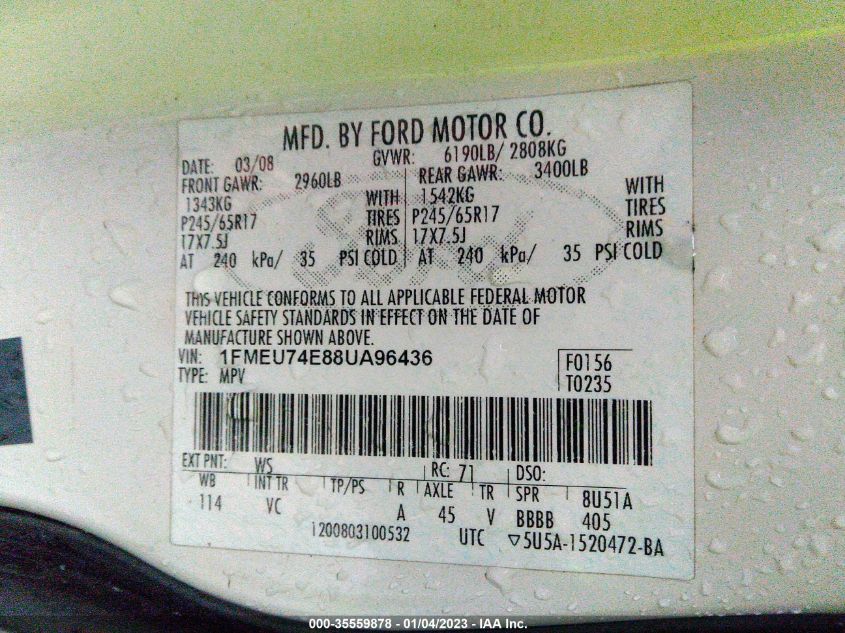 MFD. BY FORD MOTOR CO.
DATE: 03/08 GVWR: 6190LB/ 2808KG
FRONT GAWR: 2960LB REAR GAWR: 3400LB
1343KG WITH 1542KG WITH
P245/65R17 TIRES P245/65R17 TIRES
17X7.5J RIMS 17X7.5J RIMS
AT 240 kPa/ 35 PSI COLD AT 240 kPa/ 35 PSI COLD
THIS VEHICLE CONFORMS TO ALL APPLICABLE FEDERAL MOTOR
VEHICLE SAFETY STANDARDS IN EFFECT ON THE DATE OF
MANUFACTURE SHOWN ABOVE.
VIN: 1FMEU74E88UA96436 F0156
TYPE: MPV T0235
EXT PNT: WS RC: 71 DSO:
WB INT TR TP/PS R AXLE TR SPR 8U51A
114 VC A 45 V BBBB 405
1200803100532 UTC ▽5U5A-1520472-BA
000-35559878 - 01/04/2023 - IAA Inc.